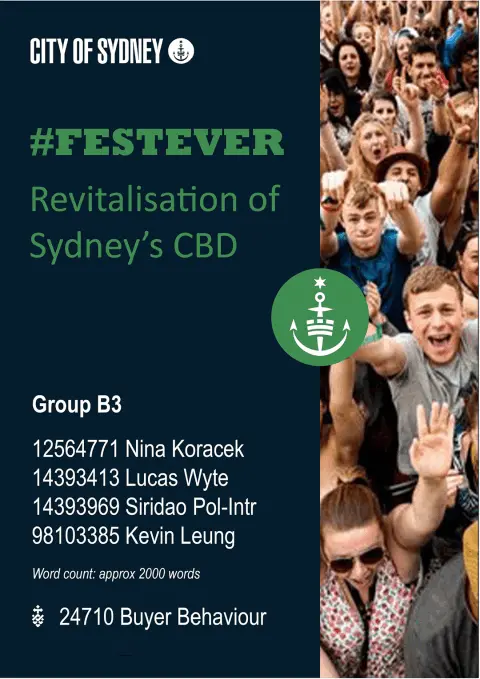 CITY OF SYDNEY
#FESTEVER
Revitalisation of
Sydney's CBD
Group B3
12564771 Nina Koracek
14393413 Lucas Wyte
14393969 Siridao Pol-Intr
98103385 Kevin Leung
Word count: approx 2000 words
24710 Buyer Behaviour